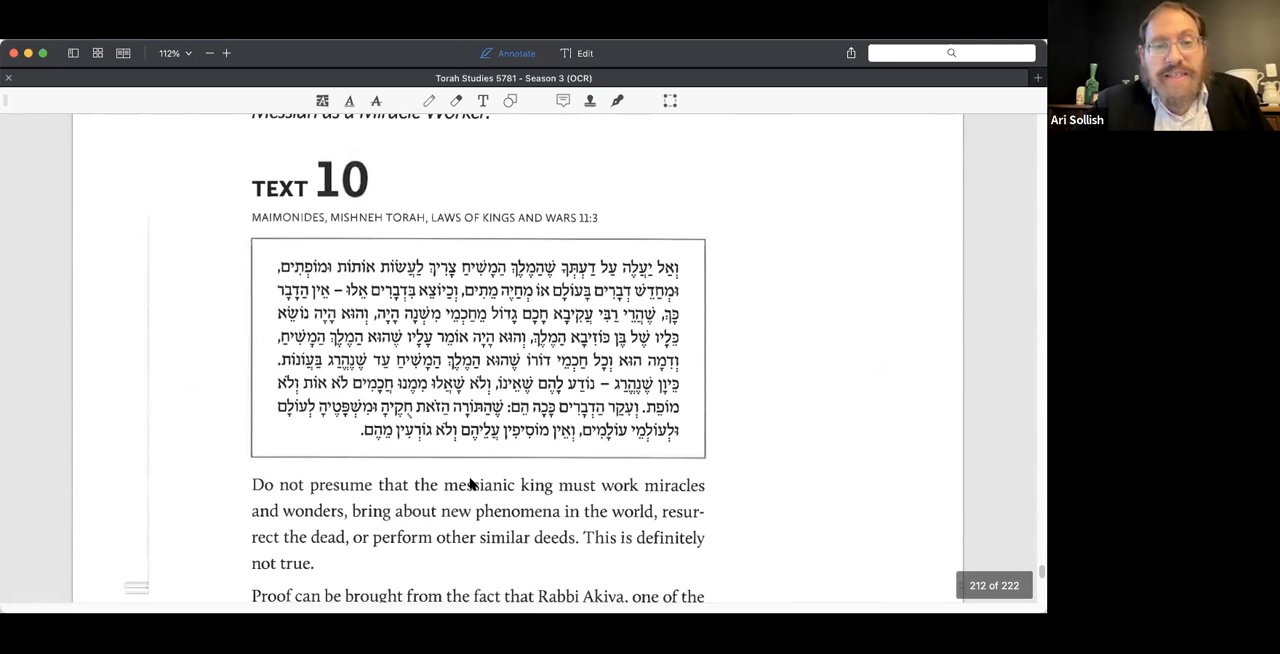 112%
Annotate
Edit
Torah Studies 5781 - Season 3 (OCR)
Messiah as a Miracle Worker.
TEXT 10
MAIMONIDES, MISHNEH TORAH, LAWS OF KINGS AND WARS 11:3
וְאַל יַעֲלֶה עַל דַּעְתְּךָ שֶׁהַמֶּלֶךְ הַמָּשִׁיחַ צָרִיךְ לַעֲשׂוֹת אוֹתוֹת וּמוֹפְתִים,
וּמְחַדֵּשׁ דְּבָרִים בָּעוֹלָם אוֹ מְחַיֶּה מֵתִים, וְכַיּוֹצֵא בִּדְבָרִים אֵלּוּ – אֵין הַדָּבָר
כָּךְ, שֶׁהֲרֵי רַבִּי עֲקִיבָא חָכָם גָּדוֹל מֵחַכְמֵי מִשְׁנָה הָיָה, וְהוּא הָיָה נוֹשֵׂא
כֵּלָיו שֶׁל בֶּן כּוֹזִיבָא הַמֶּלֶךְ, וְהוּא הָיָה אוֹמֵר עָלָיו שֶׁהוּא הַמֶּלֶךְ הַמָּשִׁיחַ,
וְדִמָּה הוּא וְכָל חַכְמֵי דוֹרוֹ שֶׁהוּא הַמֶּלֶךְ הַמָּשִׁיחַ עַד שֶׁנֶּהֱרַג בַּעֲוֹנוֹת.
כֵּיוָן שֶׁנֶּהֱרַג – נוֹדַע לָהֶם שֶׁאֵינוֹ, וְלֹא שָׁאֲלוּ מִמֶּנּוּ חֲכָמִים לֹא אוֹת וְלֹא
מוֹפֵת. וְעִקַּר הַדְּבָרִים כָּכָה הֵם: שֶׁהַתּוֹרָה הַזֹּאת חֻקֶּיהָ וּמִשְׁפָּטֶיהָ לְעוֹלָם
וּלְעוֹלְמֵי עוֹלָמִים, וְאֵין מוֹסִיפִין עֲלֵיהֶם וְלֹא גּוֹרְעִין מֵהֶם.
Do not presume that the messianic king must work miracles
and wonders, bring about new phenomena in the world, resur-
rect the dead, or perform other similar deeds. This is definitely
not true.
Proof can be brought from the fact that Rabbi Akiva, one of the
212 of 222
Ari Sollish